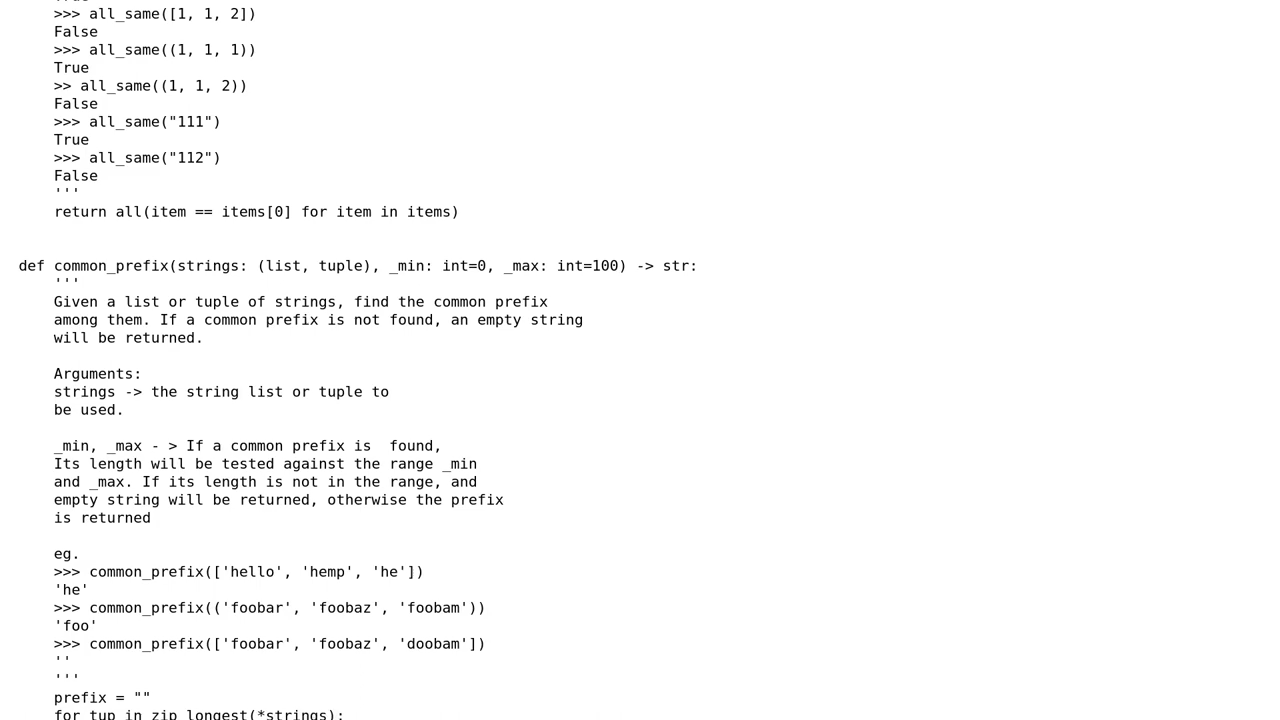 True
>>> all_same([1, 1, 2])
False
>>> all_same((1, 1, 1))
True
>> all_same((1, 1, 2))
False
>>> all_same("111")
True
>>> all_same("112")
False
'''
return all(item == items[0] for item in items)
def common_prefix(strings: (list, tuple), _min: int=0, _max: int=100) -> str:
'''
Given a list or tuple of strings, find the common prefix
among them. If a common prefix is not found, an empty string
will be returned.
Arguments:
strings -> the string list or tuple to
be used.
_min, _max - > If a common prefix is  found,
Its length will be tested against the range _min
and _max. If its length is not in the range, and
empty string will be returned, otherwise the prefix
is returned
eg.
>>> common_prefix(['hello', 'hemp', 'he'])
'he'
>>> common_prefix(('foobar', 'foobaz', 'foobam'))
'foo'
>>> common_prefix(['foobar', 'foobaz', 'doobam'])
''
'''
prefix = ""
for tup in zip_longest(*strings):